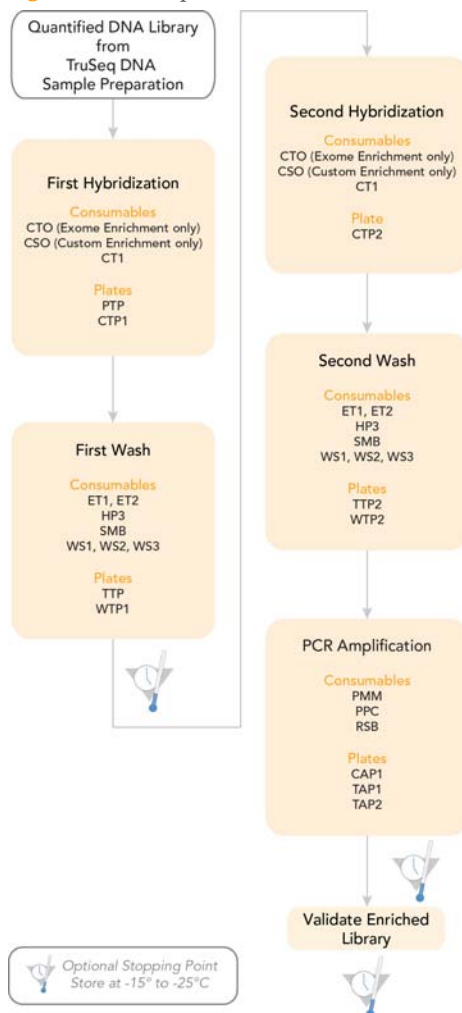 Quantified DNA Library
from
TruSeq DNA
Sample Preparation
First Hybridization
Consumables
CTO (Exome Enrichment only)
CSO (Custom Enrichment only)
CT1
Plates
PTP
CTP1
First Wash
Consumables
ET1, ET2
HP3
SMB
WS1, WS2, WS3
Plates
TTP
WTP1
Second Hybridization
Consumables
CTO (Exome Enrichment only)
CSO (Custom Enrichment only)
CT1
Plate
CTP2
Second Wash
Consumables
ET1, ET2
HP3
SMB
WS1, WS2, WS3
Plates
TTP2
WTP2
PCR Amplification
Consumables
PMM
PPC
RSB
Plates
CAP1
TAP1
TAP2
Validate Enriched
Library
Optional Stopping Point
Store at -15° to -25°C